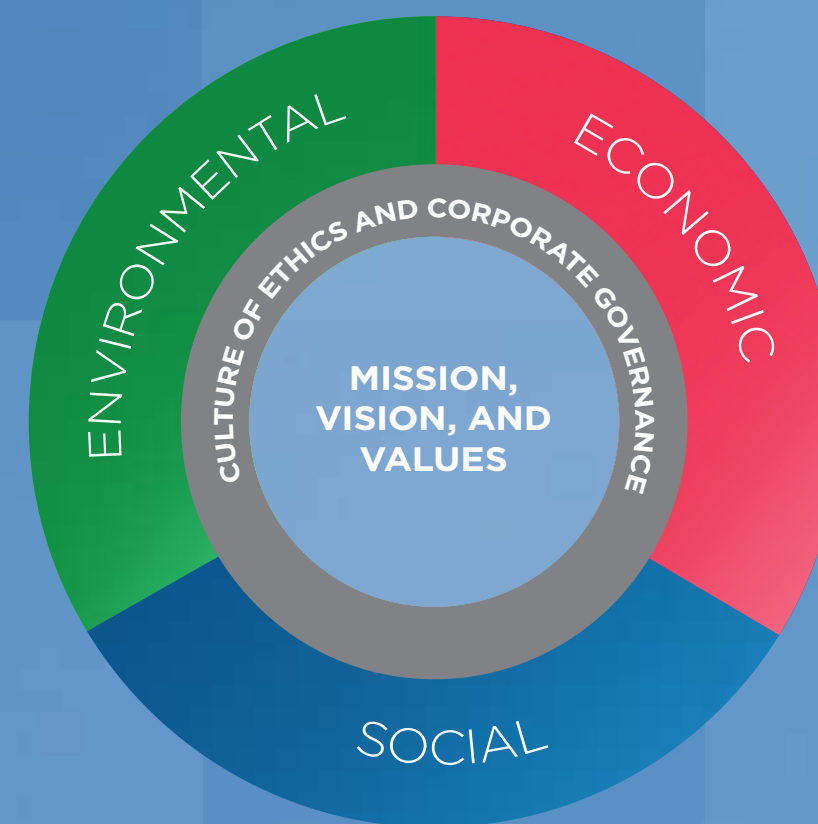 ENVIRONMENTAL
ECONOMIC
CULTURE OF ETHICS AND CORPORATE GOVERNANCE
MISSION,
VISION, AND
VALUES
SOCIAL